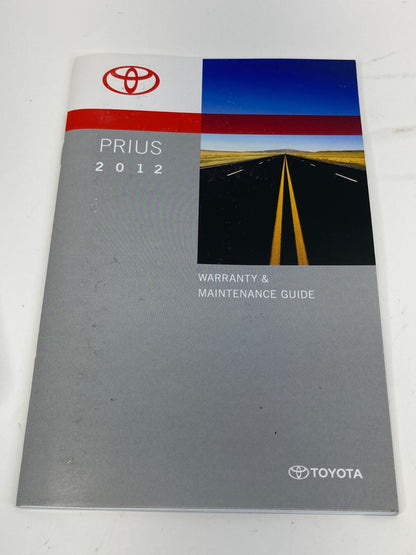 PRIUS
2012
WARRANTY &
MAINTENANCE GUIDE
TOYOTA